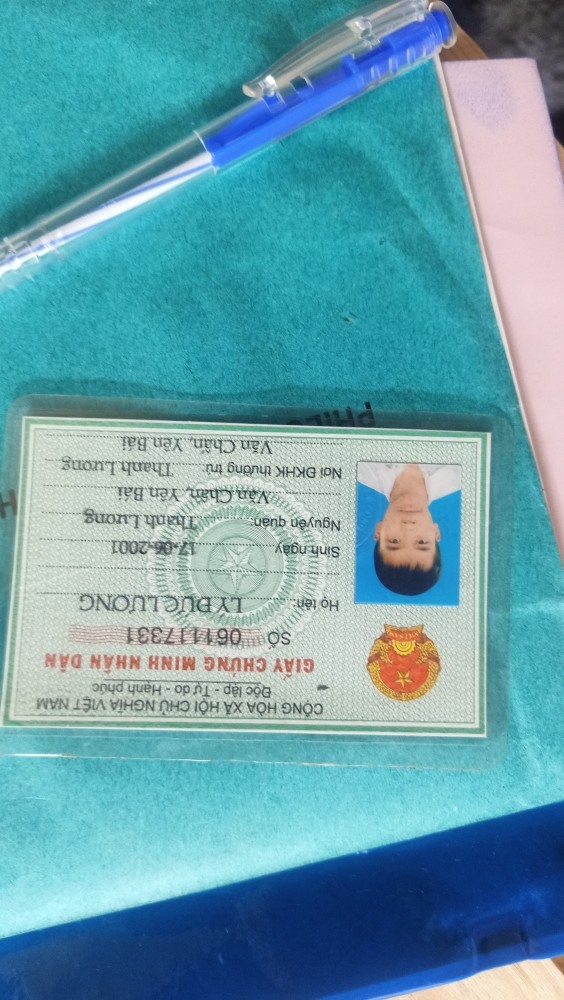 CỘNG HÒA XÃ HỘI CHỦ NGHĨA VIỆT NAM
Độc lập - Tự do - Hạnh phúc
GIẤY CHỨNG MINH NHÂN DÂN
SỐ 061117331
Họ tên: LÝ ĐỨC LƯƠNG
Sinh ngày 17-06-2001
Nguyên quán: Thanh Lương
Văn Chấn, Yên Bái
Nơi ĐKHK thường trú: Thanh Lương
Văn Chấn, Yên Bái